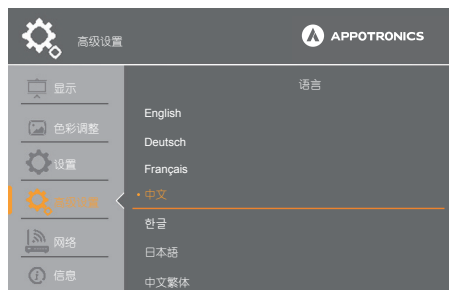 高级设置
APPOTRONICS
显示
色彩调整
设置
高级设置
网络
信息
语言
English
Deutsch
Français
• 中文
한글
日本語
中文繁体